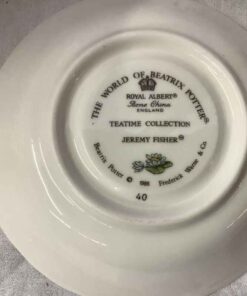 THE WORLD OF BEATRIX POTTER®
ROYAL ALBERT®
Bone China
ENGLAND
TEATIME COLLECTION
JEREMY FISHER®
Beatrix Potter © 1986 Frederick Warne & Co.
40